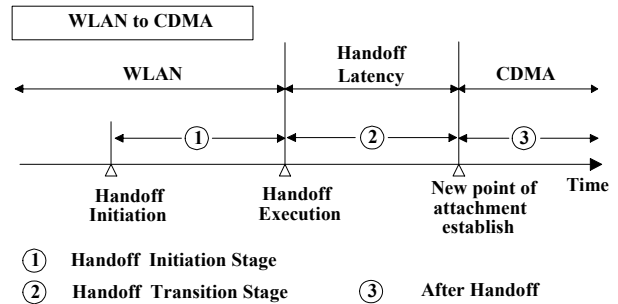 WLAN to CDMA
WLAN
Handoff
Latency
CDMA
1
2
3
Handoff
Initiation
Handoff
Execution
New point of
attachment
establish
Time
1 Handoff Initiation Stage
2 Handoff Transition Stage
3 After Handoff